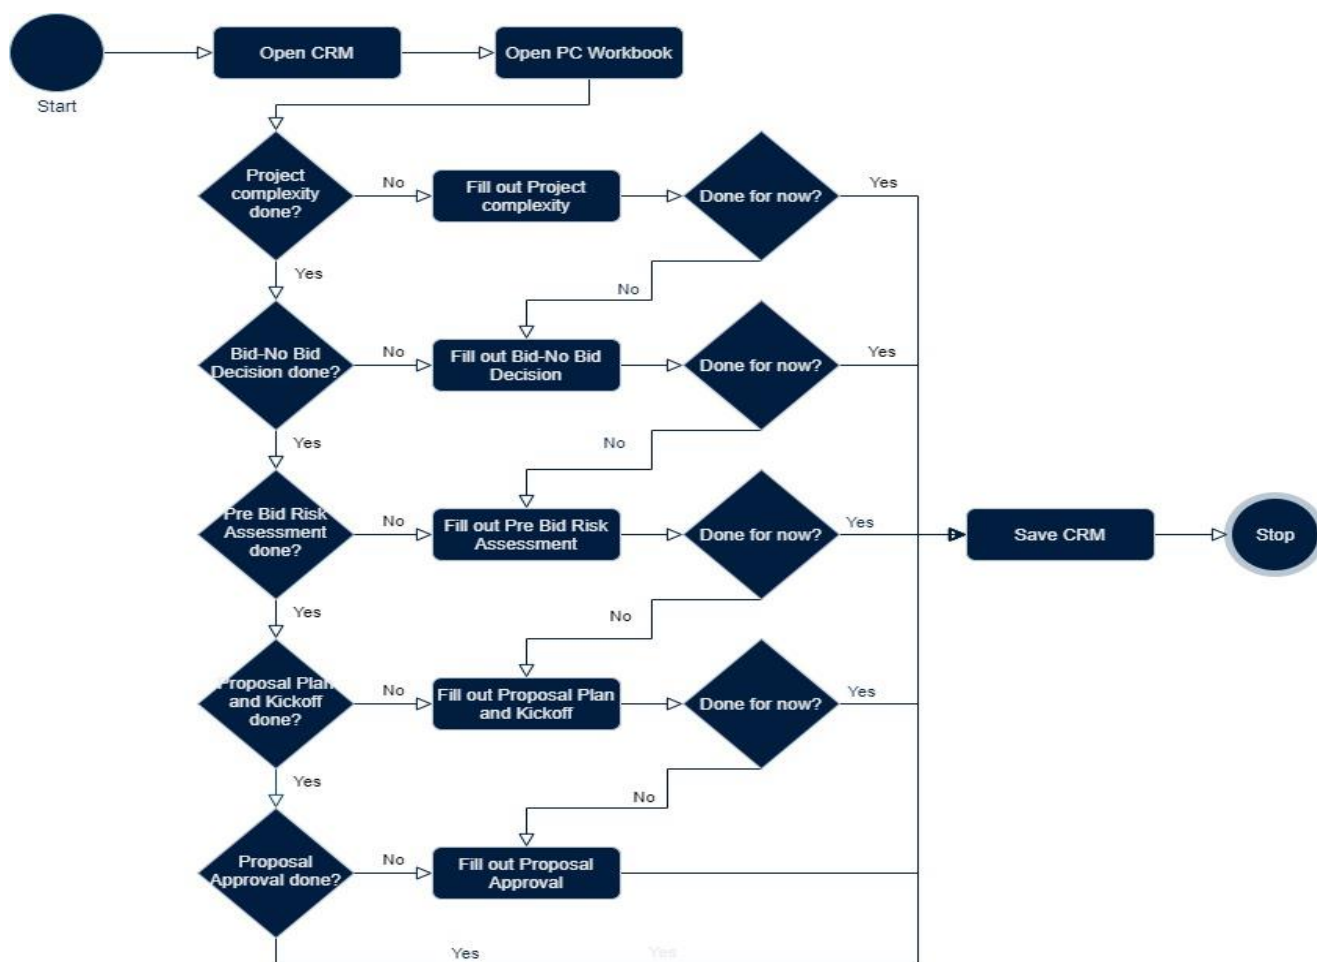 Open CRM
Open PC Workbook
Start
Project
complexity
done?
No
Fill out Project
complexity
Done for now?
Yes
Yes
No
Bid-No Bid
Decision done?
No
Fill out Bid-No Bid
Decision
Done for now?
Yes
Yes
No
Pre Bid Risk
Assessment
done?
No
Fill out Pre Bid Risk
Assessment
Done for now?
Yes
Save CRM
Stop
Yes
No
Proposal Plan
and Kickoff
done?
No
Fill out Proposal Plan
and Kickoff
Done for now?
Yes
Yes
No
Proposal
Approval done?
No
Fill out Proposal
Approval
Yes
Yes